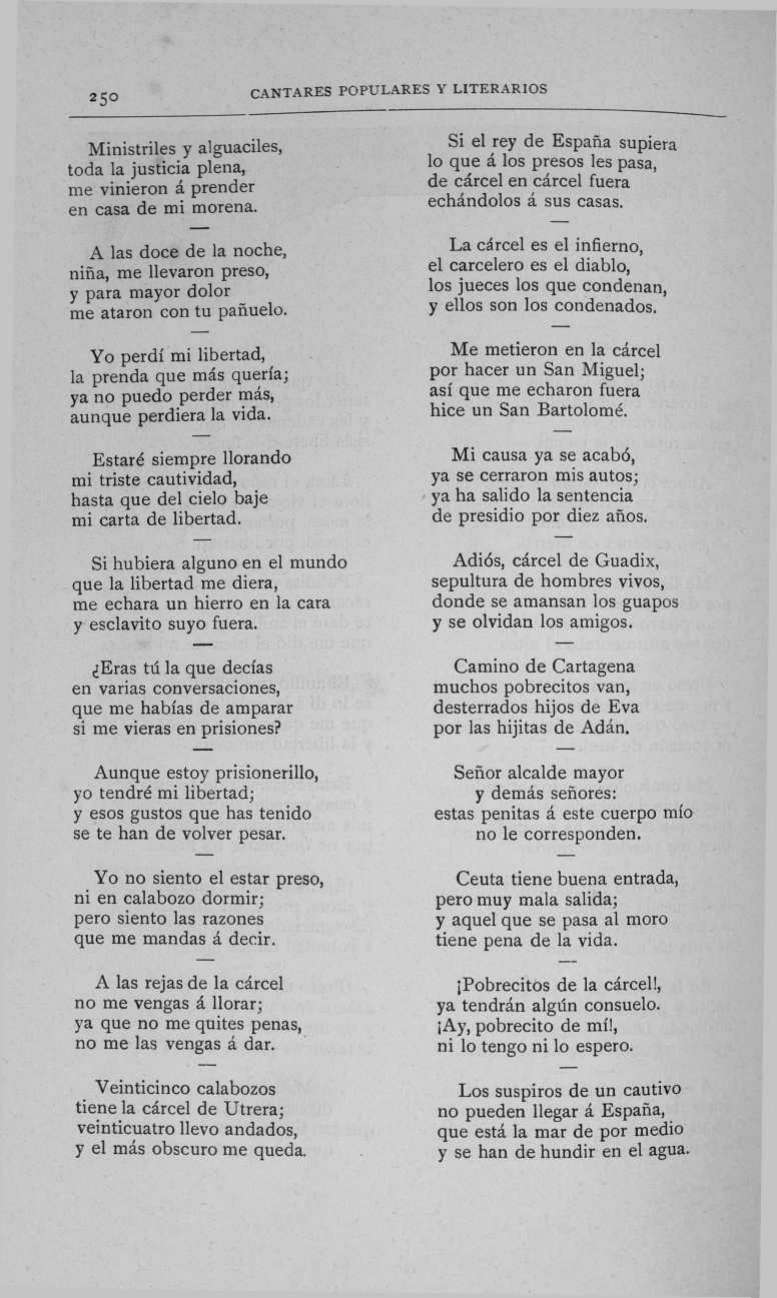 250
CANTARES POPULARES Y LITERARIOS
Ministriles y alguaciles,
toda la justicia plena,
me vinieron á prender
en casa de mi morena.
A las doce de la noche,
niña, me llevaron preso,
y para mayor dolor
me ataron con tu pañuelo.
Yo perdí mi libertad,
la prenda que más quería;
ya no puedo perder más,
aunque perdiera la vida.
Estaré siempre llorando
mi triste cautividad,
hasta que del cielo baje
mi carta de libertad.
Si hubiera alguno en el mundo
que la libertad me diera,
me echara un hierro en la cara
y esclavito suyo fuera.
¿Eras tú la que decías
en varias conversaciones,
que me habías de amparar
si me vieras en prisiones?
Aunque estoy prisionerillo,
yo tendré mi libertad;
y esos gustos que has tenido
se te han de volver pesar.
Yo no siento el estar preso,
ni en calabozo dormir;
pero siento las razones
que me mandas á decir.
A las rejas de la cárcel
no me vengas á llorar;
ya que no me quites penas,
no me las vengas á dar.
Veinticinco calabozos
tiene la cárcel de Utrera;
veinticuatro llevo andados,
y el más obscuro me queda.
Si el rey de España supiera
lo que á los presos les pasa,
de cárcel en cárcel fuera
echándolos á sus casas.
La cárcel es el infierno,
el carcelero es el diablo,
los jueces los que condenan,
y ellos son los condenados.
Me metieron en la cárcel
por hacer un San Miguel;
así que me echaron fuera
hice un San Bartolomé.
Mi causa ya se acabó,
ya se cerraron mis autos;
ya ha salido la sentencia
de presidio por diez años.
Adiós, cárcel de Guadix,
sepultura de hombres vivos,
donde se amansan los guapos
y se olvidan los amigos.
Camino de Cartagena
muchos pobrecitos van,
desterrados hijos de Eva
por las hijitas de Adán.
Señor alcalde mayor
y demás señores:
estas penitas á este cuerpo mío
no le corresponden.
Ceuta tiene buena entrada,
pero muy mala salida;
y aquel que se pasa al moro
tiene pena de la vida.
¡Pobrecitos de la cárcel!,
ya tendrán algún consuelo.
¡Ay, pobrecito de mí!,
ni lo tengo ni lo espero.
Los suspiros de un cautivo
no pueden llegar á España,
que está la mar de por medio
y se han de hundir en el agua.